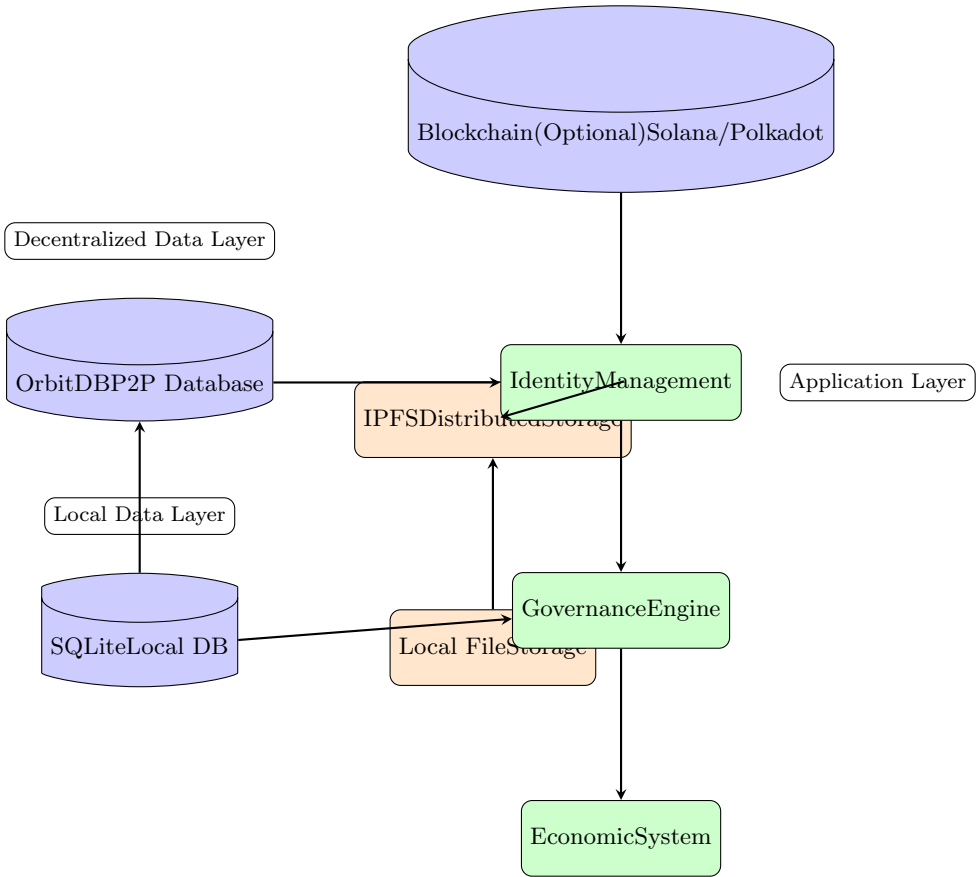 Blockchain(Optional)Solana/Polkadot
Decentralized Data Layer
OrbitDBP2P Database
IdentityManagement
Application Layer
IPFSDistributedStorage
Local Data Layer
GovernanceEngine
SQLiteLocal DB
Local FileStorage
EconomicSystem